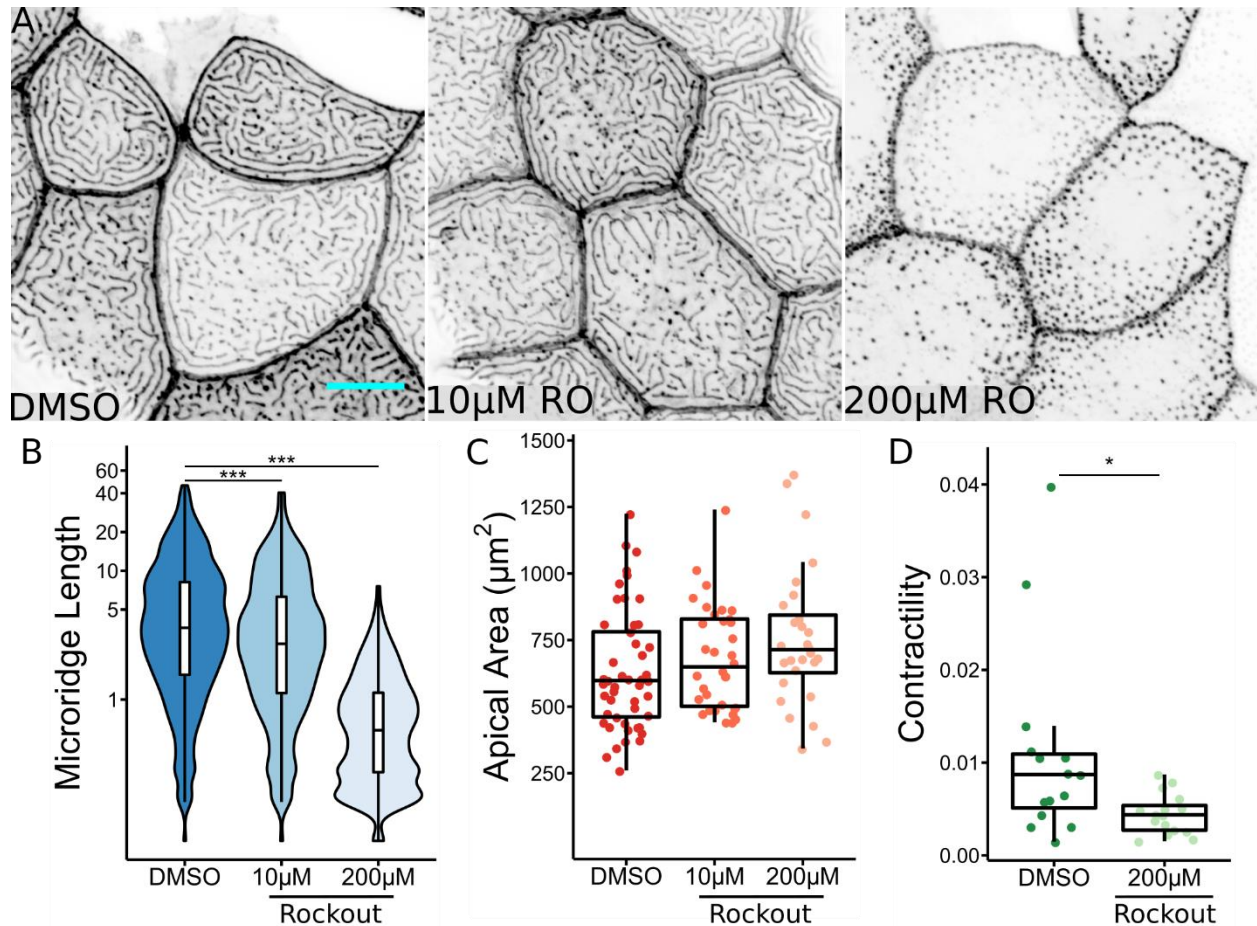 A
DMSO
10µM RO
200µM RO
B
Microridge Length
60
40
20
10
5
1
***
***
DMSO
10µM
200µM
Rockout
C
Apical Area (µm²)
1500
1250
1000
750
500
250
DMSO
10µM
200µM
Rockout
D
Contractility
0.04
0.03
0.02
0.01
0.00
*
DMSO
200µM
Rockout